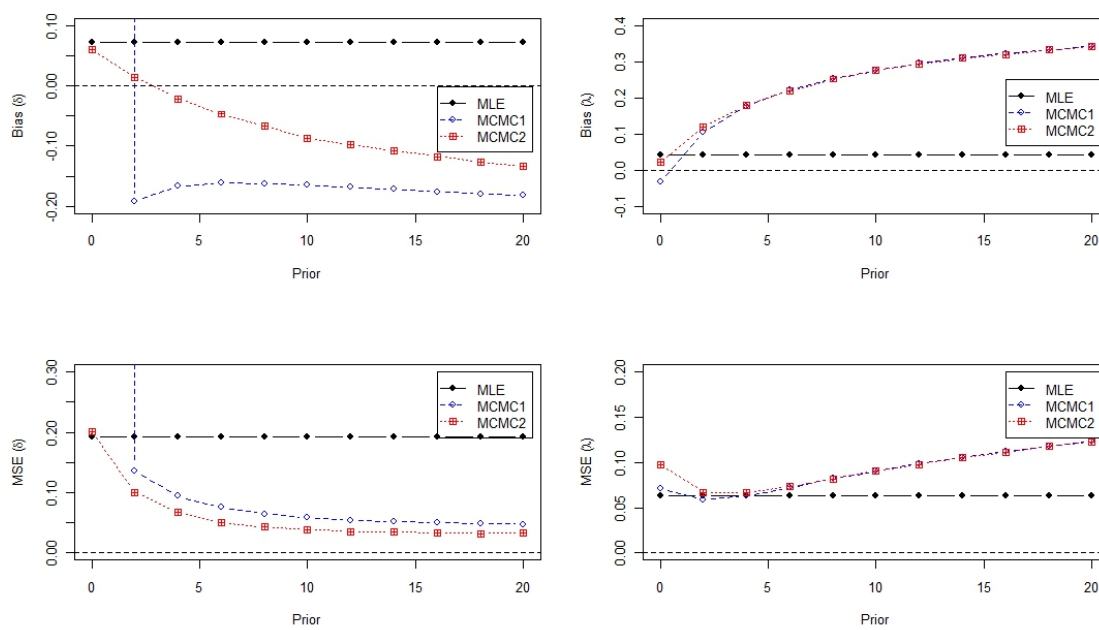 Bias (δ)
0.10
0.00
-0.10
-0.20
MLE
MCMC1
MCMC2
0
5
10
15
20
Prior
Bias (λ)
0.4
0.3
0.2
0.1
0.0
-0.1
MLE
MCMC1
MCMC2
0
5
10
15
20
Prior
MSE (δ)
0.30
0.20
0.10
0.00
MLE
MCMC1
MCMC2
0
5
10
15
20
Prior
MSE (λ)
0.20
0.15
0.10
0.05
0.00
MLE
MCMC1
MCMC2
0
5
10
15
20
Prior